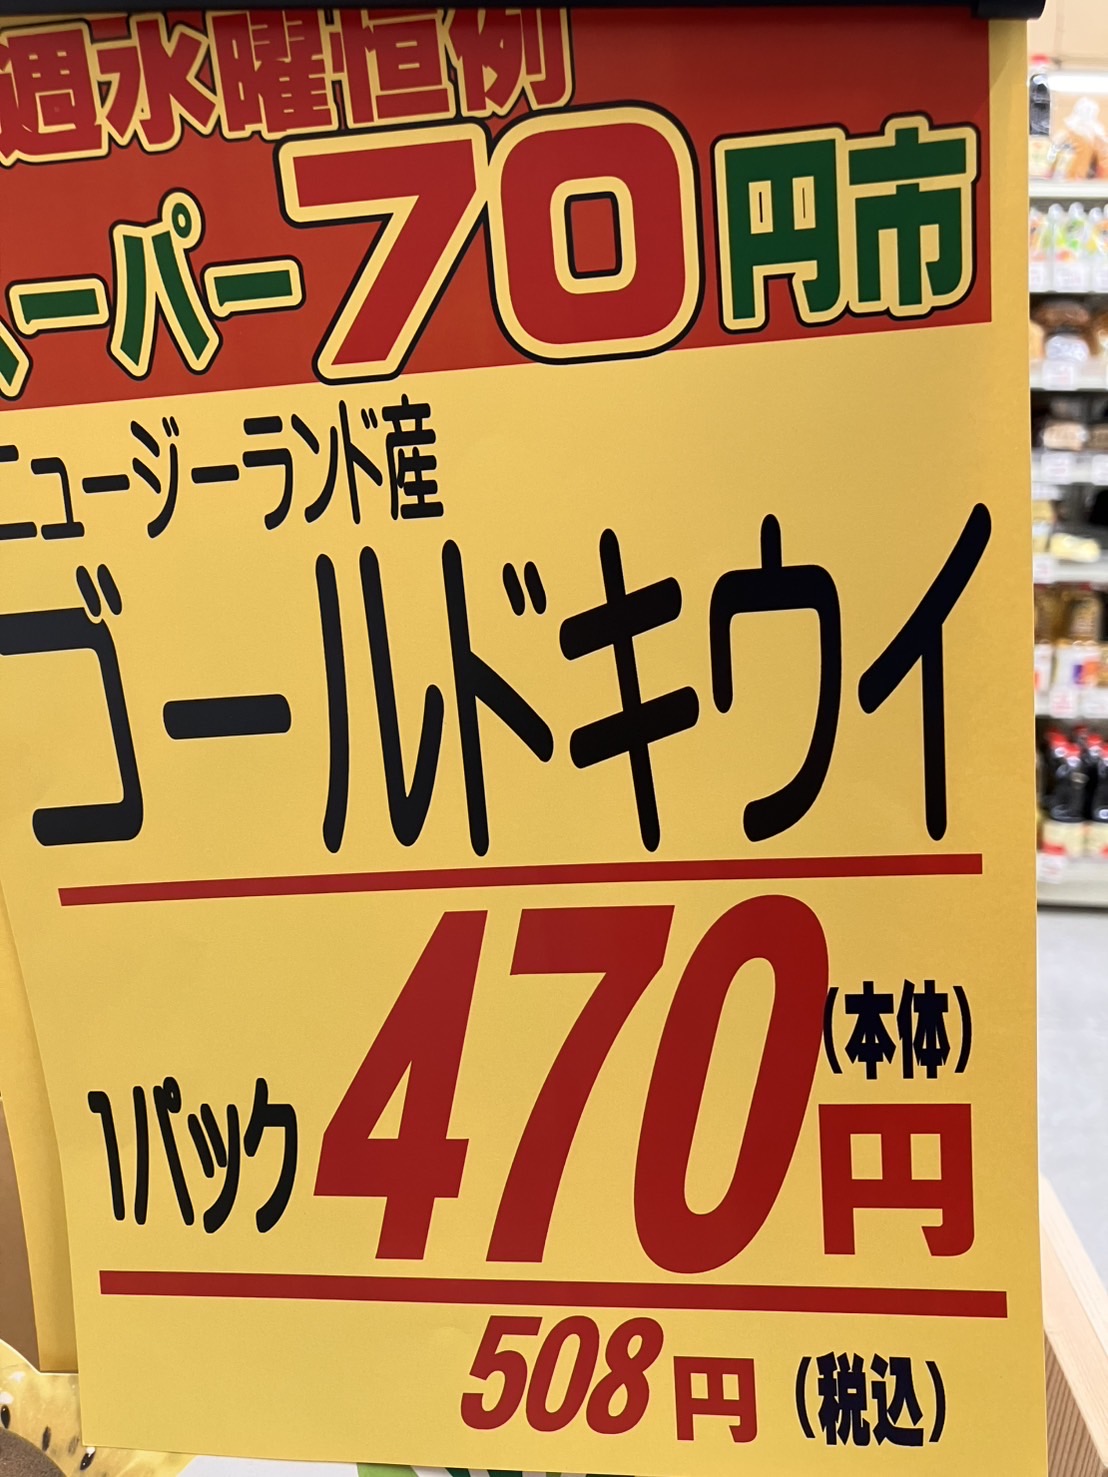 週水曜恒例
スーパー70円市
ニュージーランド産
ゴールドキウイ
1パック470円(本体)
508円(税込)